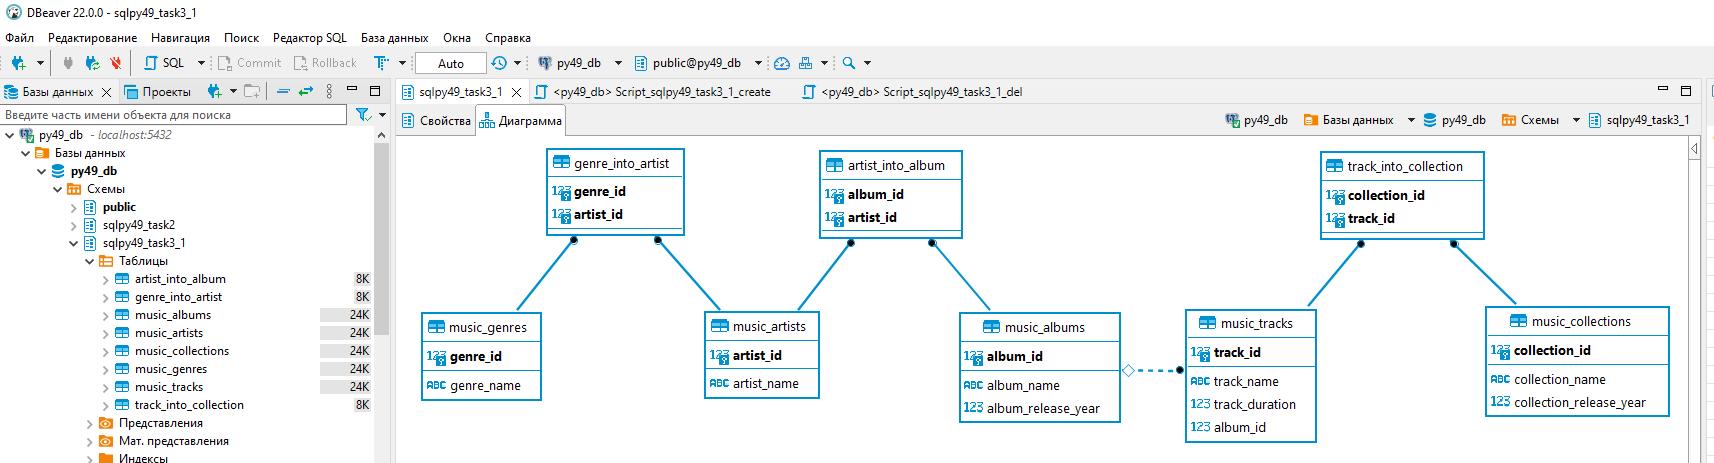 DBeaver 22.0.0 - sqlpy49_task3_1
Файл Редактирование Навигация Поиск Редактор SQL База данных Окна Справка
SQL Commit Rollback Auto py49_db public@py49_db
Базы данных Проекты
sqlpy49_task3_1 <py49_db> Script_sqlpy49_task3_1_create <py49_db> Script_sqlpy49_task3_1_del
Введите часть имени объекта для поиска
Свойства Диаграмма
py49_db Базы данных py49_db Схемы sqlpy49_task3_1
py49_db - localhost:5432
Базы данных
py49_db
Схемы
public
sqlpy49_task2
sqlpy49_task3_1
Таблицы
artist_into_album 8K
genre_into_artist 8K
music_albums 24K
music_artists 24K
music_collections 24K
music_genres 24K
music_tracks 24K
track_into_collection 8K
Представления
Мат. представления
Индексы
genre_into_artist
123 genre_id
123 artist_id
artist_into_album
123 album_id
123 artist_id
track_into_collection
123 collection_id
123 track_id
music_genres
123 genre_id
ABC genre_name
music_artists
123 artist_id
ABC artist_name
music_albums
123 album_id
ABC album_name
123 album_release_year
music_tracks
123 track_id
ABC track_name
123 track_duration
123 album_id
music_collections
123 collection_id
ABC collection_name
123 collection_release_year